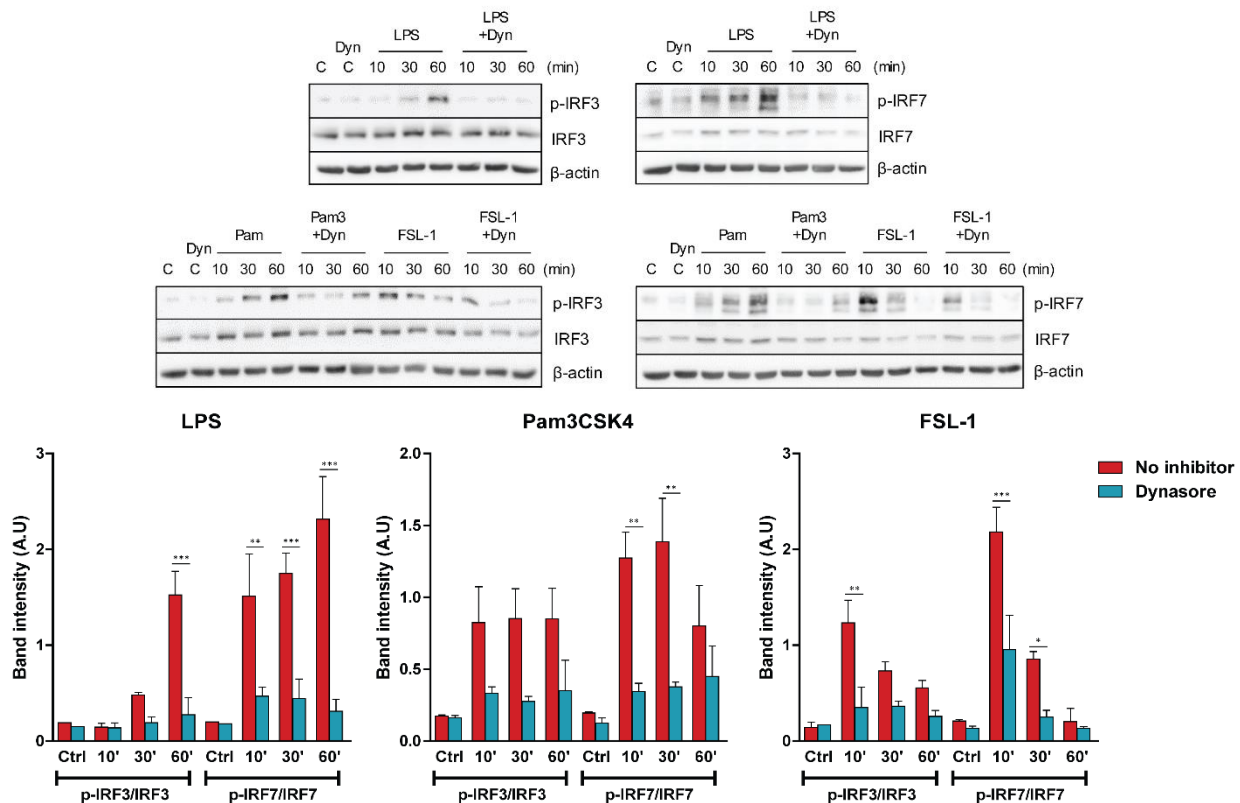 LPS
+Dyn
Dyn LPS
C C 10 30 60 10 30 60 (min)
p-IRF3
IRF3
β-actin
LPS
+Dyn
Dyn LPS
C C 10 30 60 10 30 60 (min)
p-IRF7
IRF7
β-actin
Pam3 FSL-1
Dyn Pam +Dyn FSL-1 +Dyn
C C 10 30 60 10 30 60 10 30 60 10 30 60 (min)
p-IRF3
IRF3
β-actin
Pam3 FSL-1
Dyn Pam +Dyn FSL-1 +Dyn
C C 10 30 60 10 30 60 10 30 60 10 30 60 (min)
p-IRF7
IRF7
β-actin
LPS
Band intensity (A.U)
3
2
1
0
*** ** *** ***
Ctrl 10' 30' 60' Ctrl 10' 30' 60'
p-IRF3/IRF3 p-IRF7/IRF7
Pam3CSK4
Band intensity (A.U)
2.0
1.5
1.0
0.5
0.0
** **
Ctrl 10' 30' 60' Ctrl 10' 30' 60'
p-IRF3/IRF3 p-IRF7/IRF7
FSL-1
Band intensity (A.U)
3
2
1
0
** *** *
Ctrl 10' 30' 60' Ctrl 10' 30' 60'
p-IRF3/IRF3 p-IRF7/IRF7
No inhibitor
Dynasore